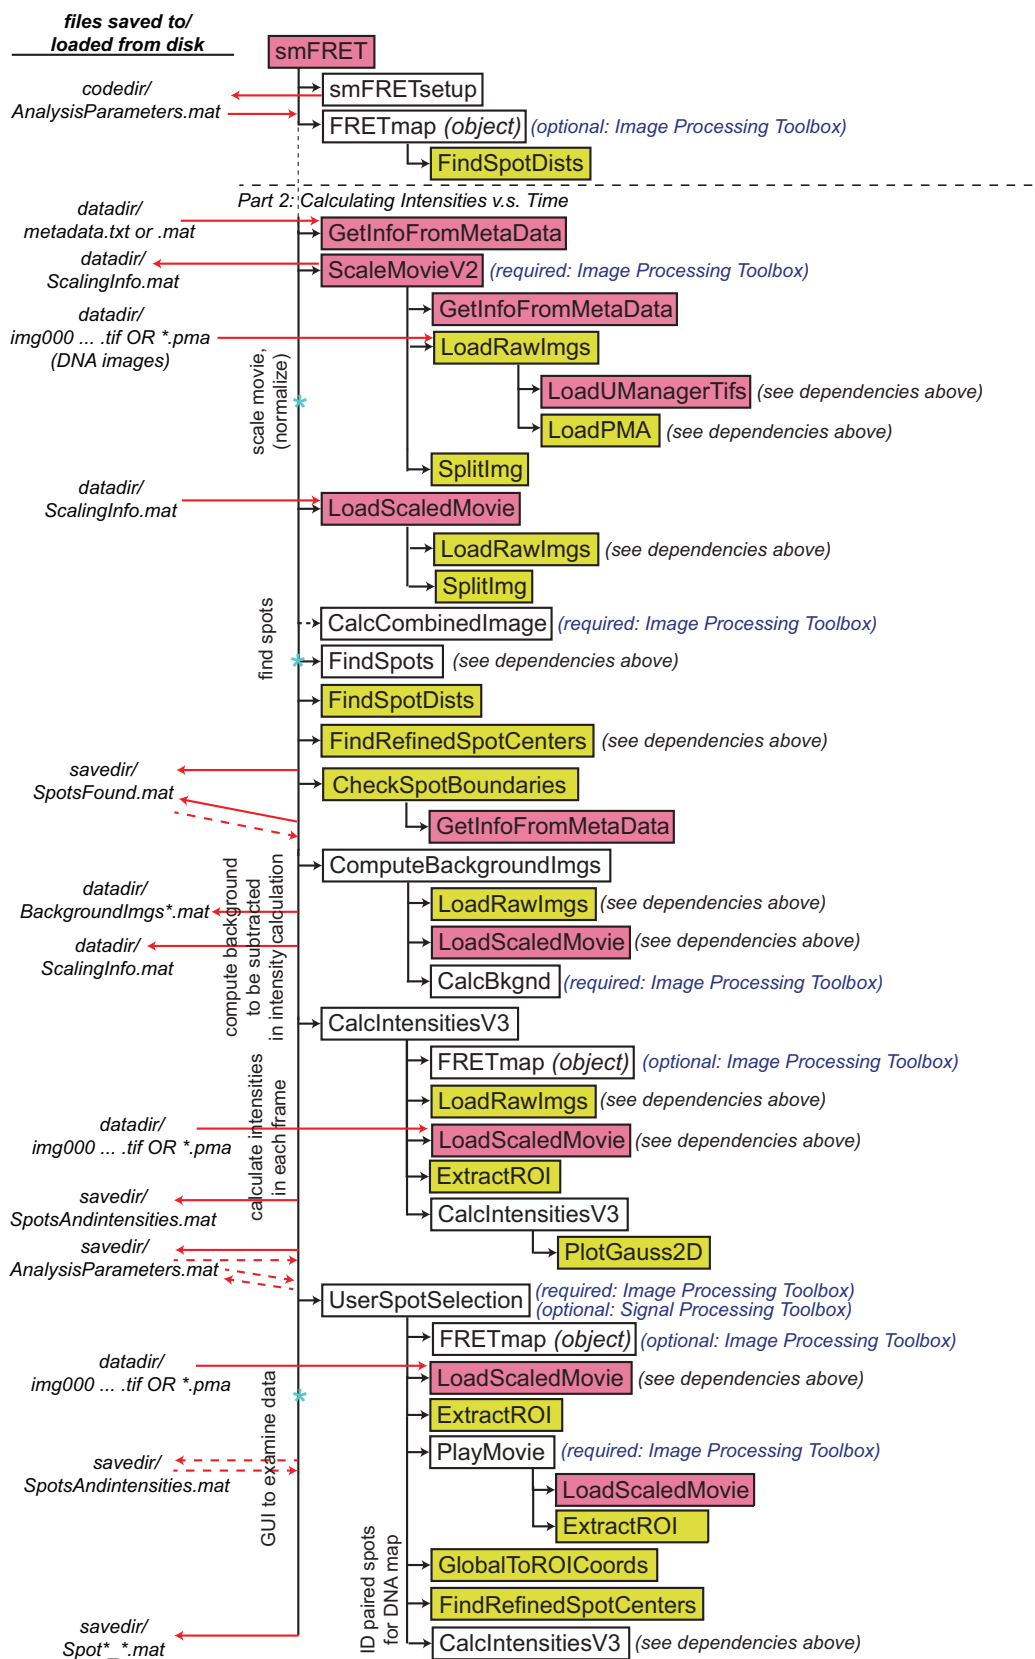 files saved to/
loaded from disk
smFRET
smFRETsetup
codedir/
AnalysisParameters.mat
FRETmap (object) (optional: Image Processing Toolbox)
FindSpotDists
Part 2: Calculating Intensities v.s. Time
datadir/
metadata.txt or .mat
GetInfoFromMetaData
datadir/
ScalingInfo.mat
ScaleMovieV2 (required: Image Processing Toolbox)
GetInfoFromMetaData
datadir/
img000 ... .tif OR *.pma
(DNA images)
LoadRawImgs
LoadUManagerTifs (see dependencies above)
LoadPMA (see dependencies above)
scale movie,
(normalize)
*
SplitImg
datadir/
ScalingInfo.mat
LoadScaledMovie
LoadRawImgs (see dependencies above)
SplitImg
find spots
CalcCombinedImage (required: Image Processing Toolbox)
*
FindSpots (see dependencies above)
FindSpotDists
FindRefinedSpotCenters (see dependencies above)
savedir/
SpotsFound.mat
CheckSpotBoundaries
GetInfoFromMetaData
compute background
to be subtracted
in intensity calculation
ComputeBackgroundImgs
datadir/
BackgroundImgs*.mat
LoadRawImgs (see dependencies above)
datadir/
ScalingInfo.mat
LoadScaledMovie (see dependencies above)
CalcBkgnd (required: Image Processing Toolbox)
CalcIntensitiesV3
calculate intensities
in each frame
FRETmap (object) (optional: Image Processing Toolbox)
LoadRawImgs (see dependencies above)
datadir/
img000 ... .tif OR *.pma
LoadScaledMovie (see dependencies above)
ExtractROI
savedir/
SpotsAndintensities.mat
CalcIntensitiesV3
PlotGauss2D
savedir/
AnalysisParameters.mat
UserSpotSelection (required: Image Processing Toolbox)
(optional: Signal Processing Toolbox)
FRETmap (object) (optional: Image Processing Toolbox)
datadir/
img000 ... .tif OR *.pma
LoadScaledMovie (see dependencies above)
*
ExtractROI
GUI to examine data
PlayMovie (required: Image Processing Toolbox)
savedir/
SpotsAndintensities.mat
LoadScaledMovie
ExtractROI
ID paired spots
for DNA map
GlobalToROICoords
FindRefinedSpotCenters
savedir/
Spot*_*.mat
CalcIntensitiesV3 (see dependencies above)